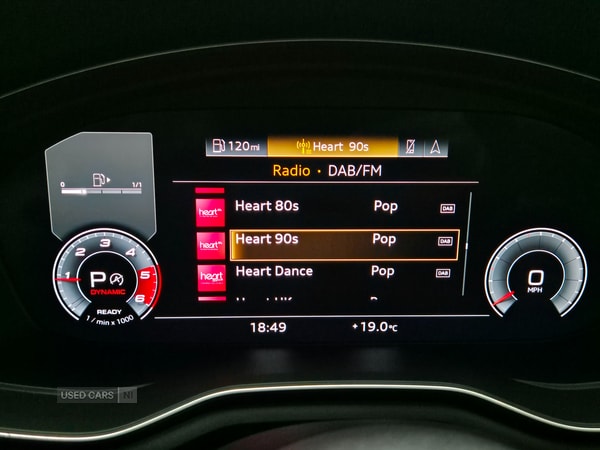 120mi
Heart 90s
Radio · DAB/FM
0 1/1
heart Heart 80s Pop DAB
heart Heart 90s Pop DAB
heart Heart Dance Pop DAB
1 2 3 4 5 6
P
DYNAMIC
READY
1 / min x 1000
0
MPH
18:49 +19.0°C
USED CARS NI